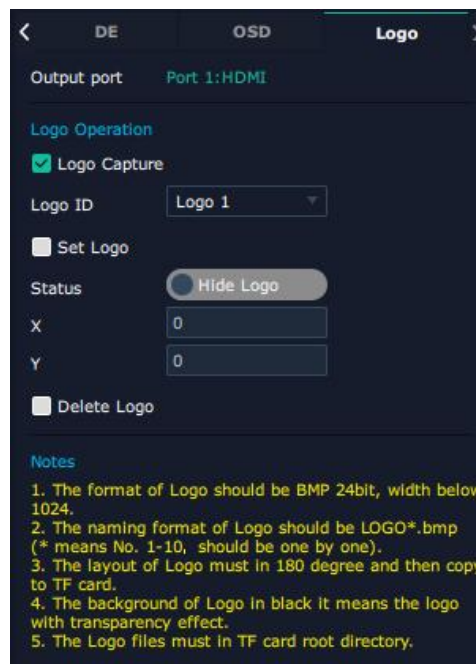 DE OSD Logo
Output port Port 1:HDMI
Logo Operation
Logo Capture
Logo ID Logo 1
Set Logo
Status Hide Logo
X 0
Y 0
Delete Logo
Notes
1. The format of Logo should be BMP 24bit, width below
1024.
2. The naming format of Logo should be LOGO*.bmp
(* means No. 1-10, should be one by one).
3. The layout of Logo must in 180 degree and then copy
to TF card.
4. The background of Logo in black it means the logo
with transparency effect.
5. The Logo files must in TF card root directory.